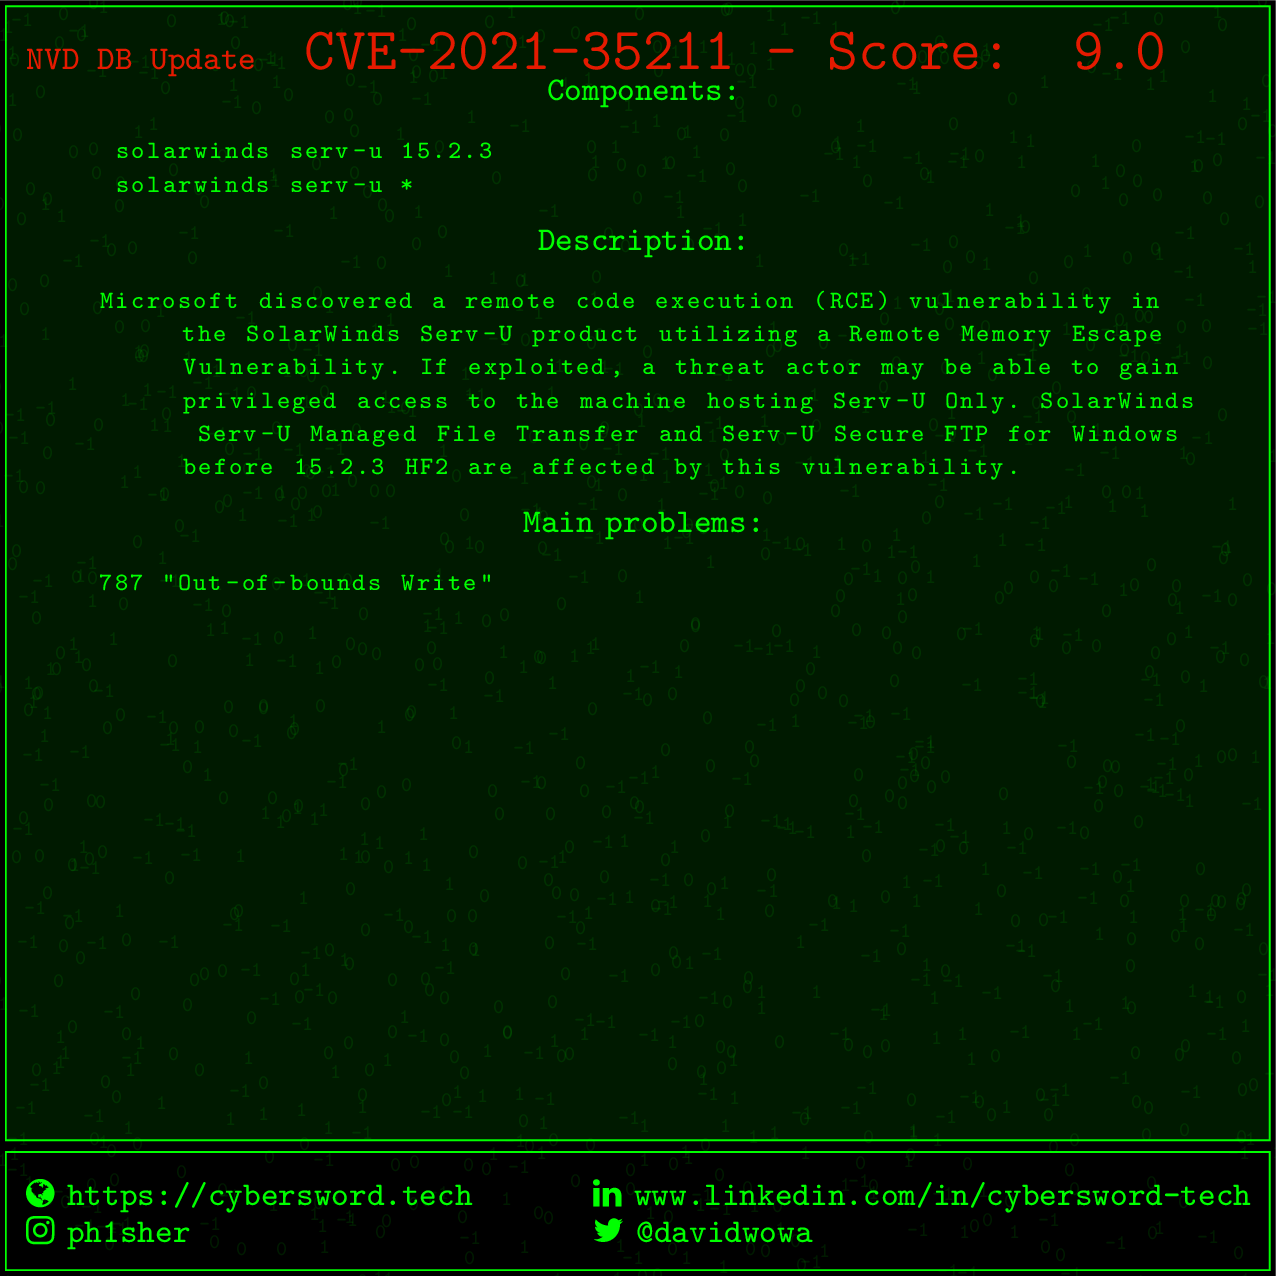 NVD DB Update CVE-2021-35211 - Score: 9.0
Components:
solarwinds serv-u 15.2.3
solarwinds serv-u *
Description:
Microsoft discovered a remote code execution (RCE) vulnerability in
the SolarWinds Serv-U product utilizing a Remote Memory Escape
Vulnerability. If exploited, a threat actor may be able to gain
privileged access to the machine hosting Serv-U Only. SolarWinds
Serv-U Managed File Transfer and Serv-U Secure FTP for Windows
before 15.2.3 HF2 are affected by this vulnerability.
Main problems:
787 "Out-of-bounds Write"
https://cybersword.tech
www.linkedin.com/in/cybersword-tech
ph1sher
@davidwowa